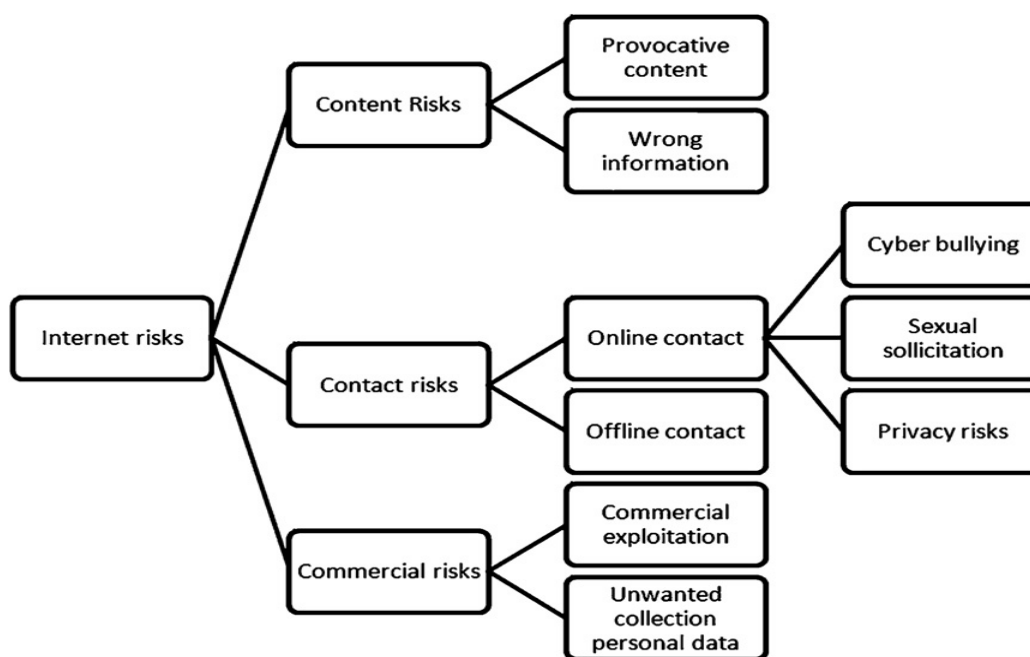 Provocative
content
Content Risks
Wrong
information
Cyber bullying
Internet risks
Online contact
Sexual
sollicitation
Contact risks
Offline contact
Privacy risks
Commercial
exploitation
Commercial risks
Unwanted
collection
personal data